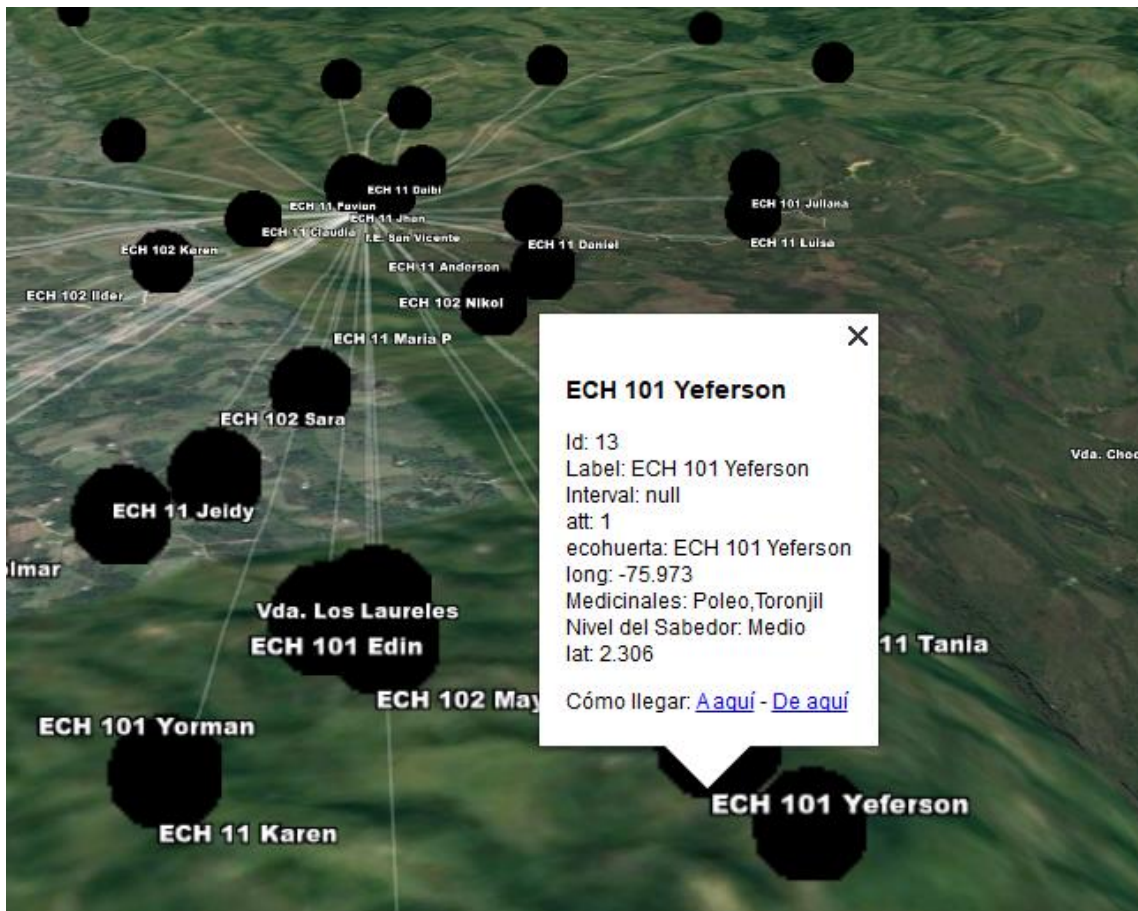 ECH 11 Daibi
ECH 11 Favian
ECH 101 Juliana
ECH 11 Jhon
ECH 11 Claudia
I.E. San Vicente
ECH 11 Daniel
ECH 11 Luisa
ECH 102 Karen
ECH 11 Anderson
ECH 102 Ilder
ECH 102 Nikol
ECH 11 Maria P
ECH 102 Sara
Vda. Choc
ECH 11 Jeidy
olmar
Vda. Los Laureles
ECH 101 Edin
11 Tania
ECH 102 May
ECH 101 Yorman
ECH 11 Karen
ECH 101 Yeferson
Id: 13
Label: ECH 101 Yeferson
Interval: null
att: 1
ecohuerta: ECH 101 Yeferson
long: -75.973
Medicinales: Poleo,Toronjil
Nivel del Sabedor: Medio
lat: 2.306
Cómo llegar: A aquí - De aquí
ECH 101 Yeferson